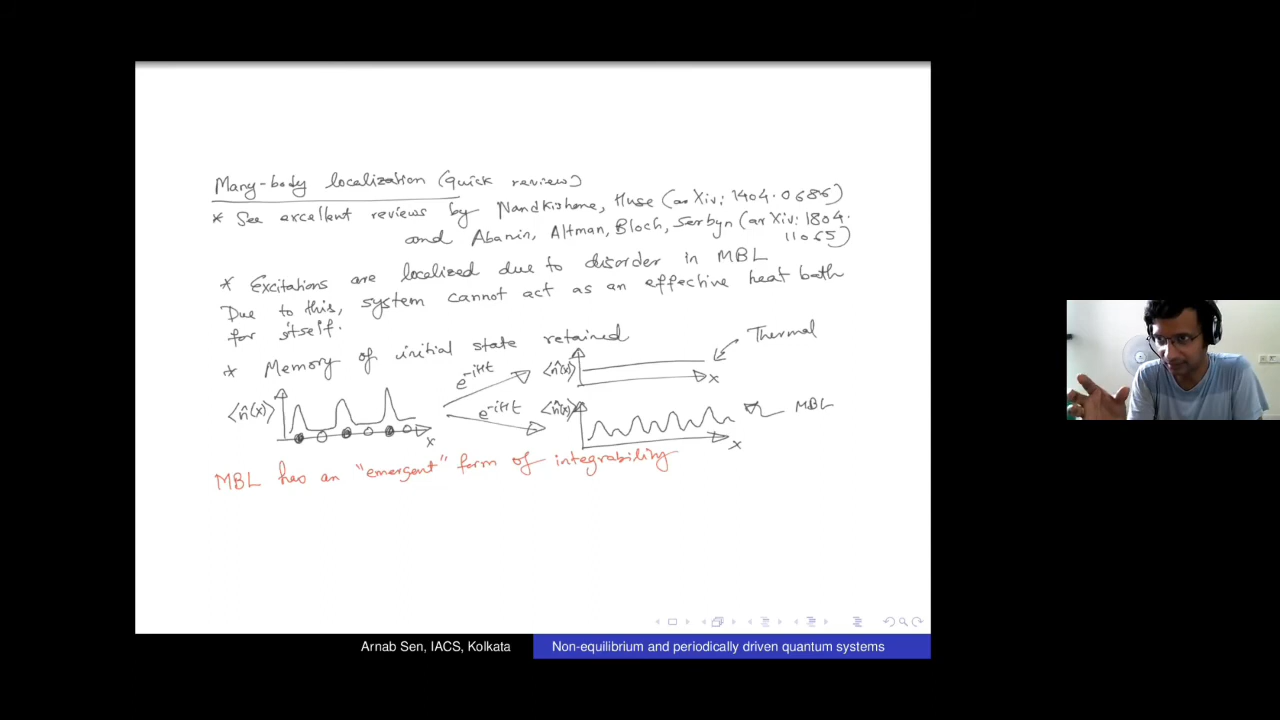 Many-body localization (quick review)
* See excellent reviews by Nandkishore, Huse (arXiv: 1404.0686)
and Abanin, Altman, Bloch, Serbyn (arXiv: 1804.
11065)
* Excitations are localized due to disorder in MBL
Due to this, system cannot act as an effective heat bath
for itself.
* Memory of initial state retained
Thermal
e^{-iHt}
⟨n̂(x)⟩
x
⟨n̂(x)⟩
x
e^{-iHt}
⟨n̂(x)⟩
x
MBL
MBL has an "emergent" form of integrability
Arnab Sen, IACS, Kolkata
Non-equilibrium and periodically driven quantum systems